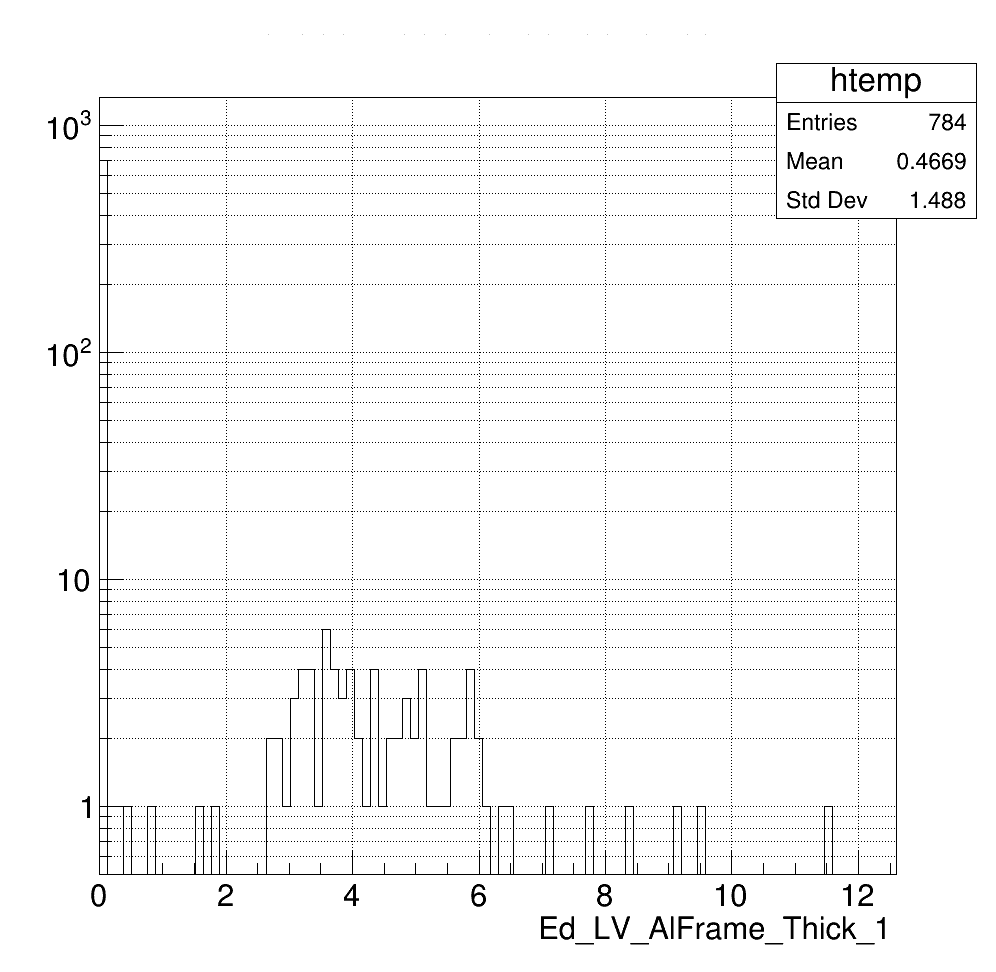 htemp
Entries 784
Mean 0.4669
Std Dev 1.488
10³
10²
10
1
0 2 4 6 8 10 12
Ed_LV_AlFrame_Thick_1